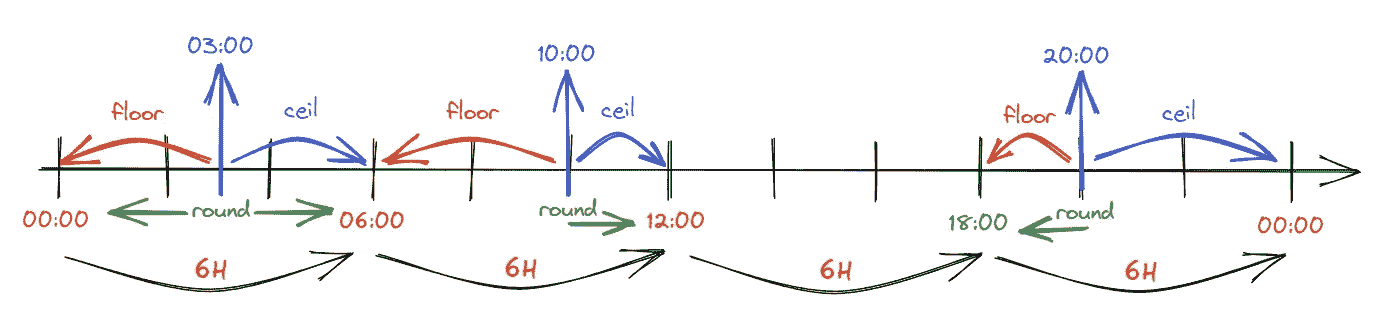 03:00 10:00 20:00
floor ceil floor ceil floor ceil
00:00 round 06:00 round 12:00 18:00 round 00:00
6H 6H 6H 6H